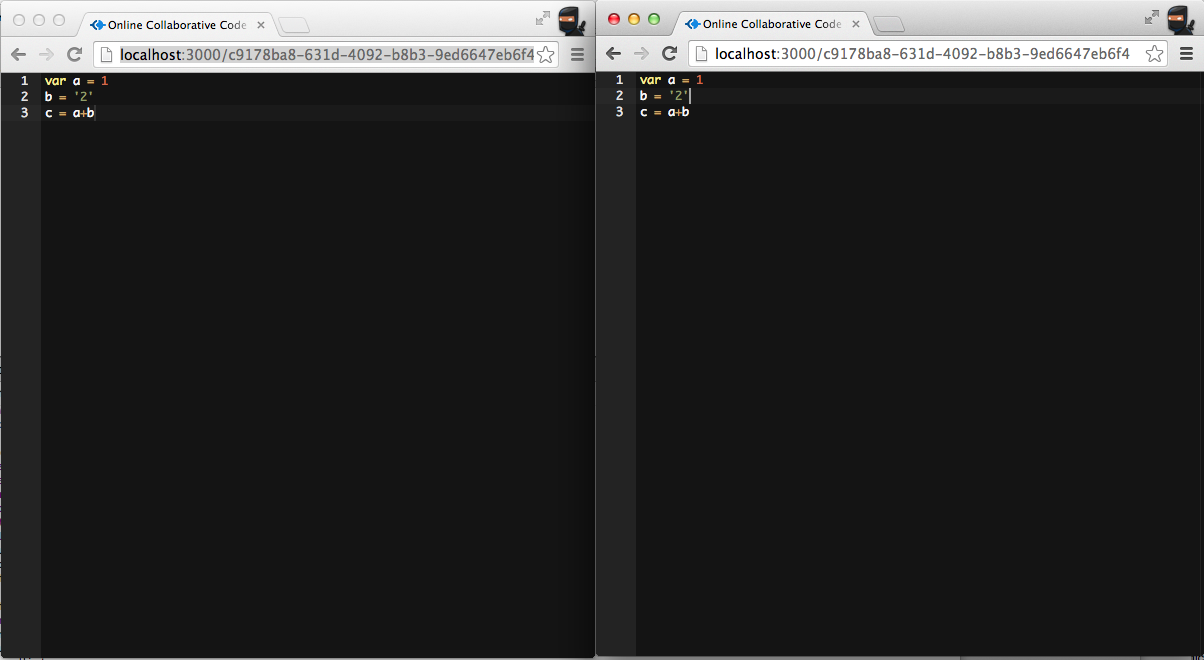 Online Collaborative Code
localhost:3000/c9178ba8-631d-4092-b8b3-9ed6647eb6f4
1 var a = 1
2 b = '2'
3 c = a+b
Online Collaborative Code
localhost:3000/c9178ba8-631d-4092-b8b3-9ed6647eb6f4
1 var a = 1
2 b = '2'
3 c = a+b